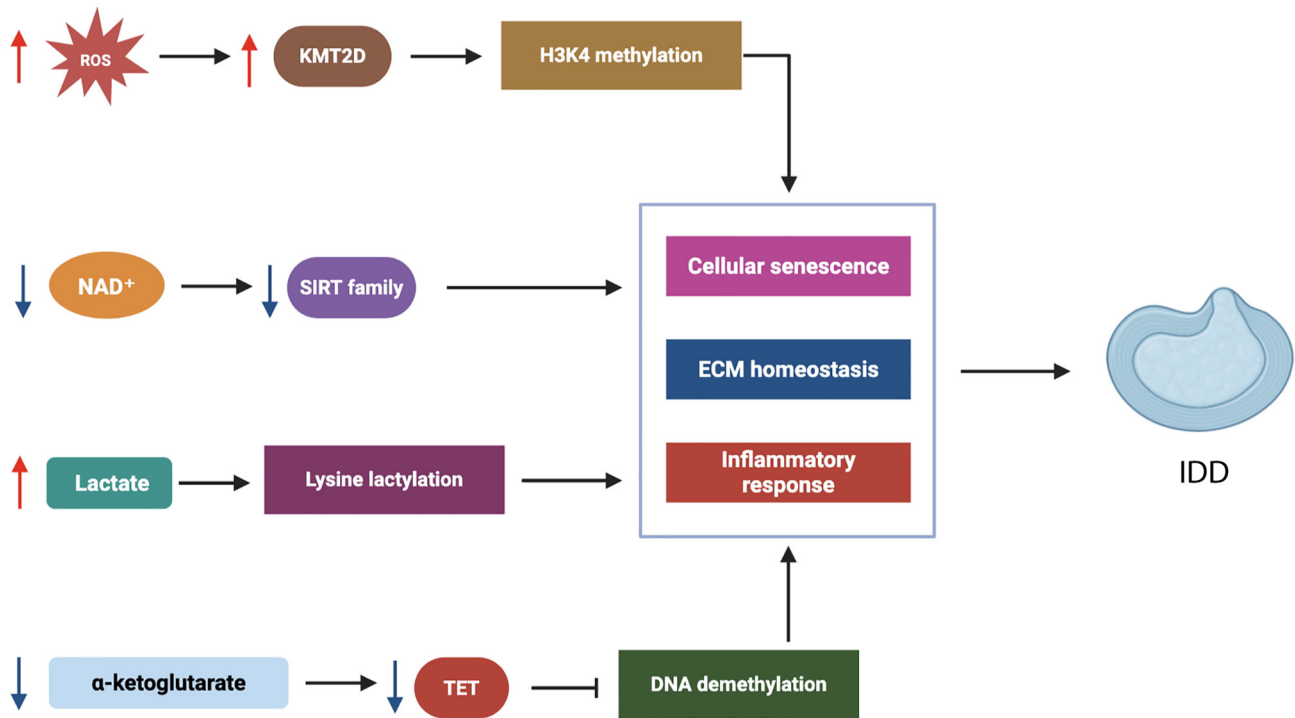 ROS
KMT2D
H3K4 methylation
NAD⁺
SIRT family
Cellular senescence
ECM homeostasis
Lactate
Lysine lactylation
Inflammatory
response
IDD
α-ketoglutarate
TET
DNA demethylation